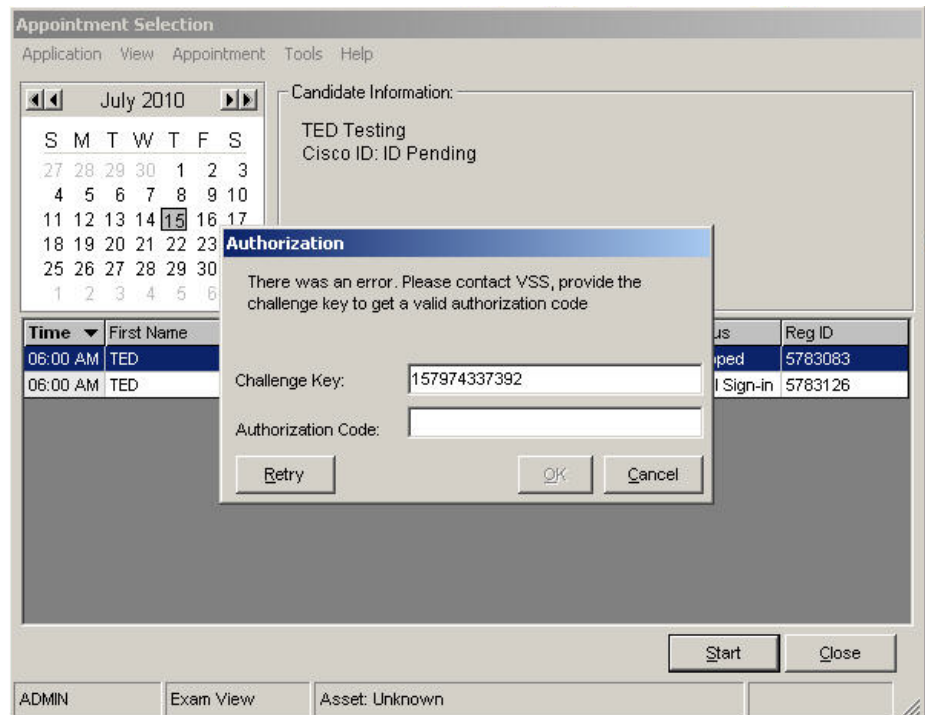 Appointment Selection
Application View Appointment Tools Help
July 2010
S M T W T F S
27 28 29 30 1 2 3
4 5 6 7 8 9 10
11 12 13 14 15 16 17
18 19 20 21 22 23
25 26 27 28 29 30
1 2 3 4 5 6
Candidate Information:
TED Testing
Cisco ID: ID Pending
Authorization
There was an error. Please contact VSS, provide the
challenge key to get a valid authorization code
Challenge Key: 157974337392
Authorization Code:
Retry OK Cancel
Time First Name Reg ID
06:00 AM TED 5783083
06:00 AM TED Sign-in 5783126
Start Close
ADMIN Exam View Asset: Unknown